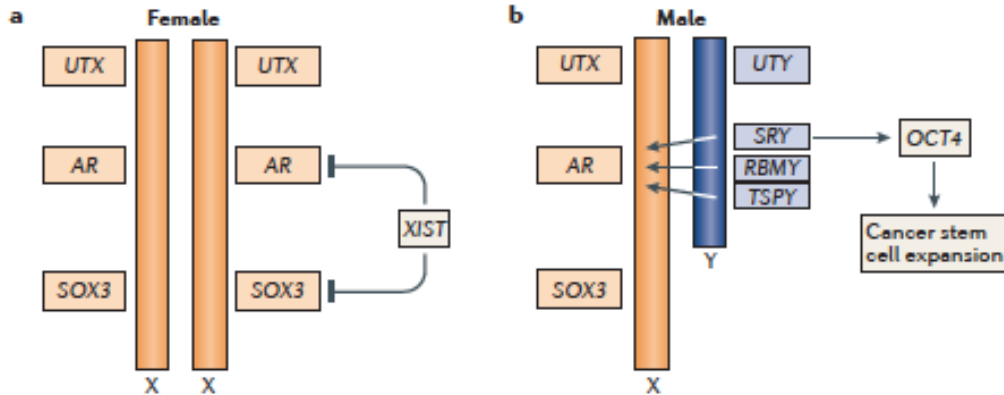 a Female
UTX UTX
AR AR
XIST
SOX3 SOX3
X X
b Male
UTX UTY
SRY OCT4
AR RBMY
TSPY
Cancer stem
cell expansion
Y
SOX3
X